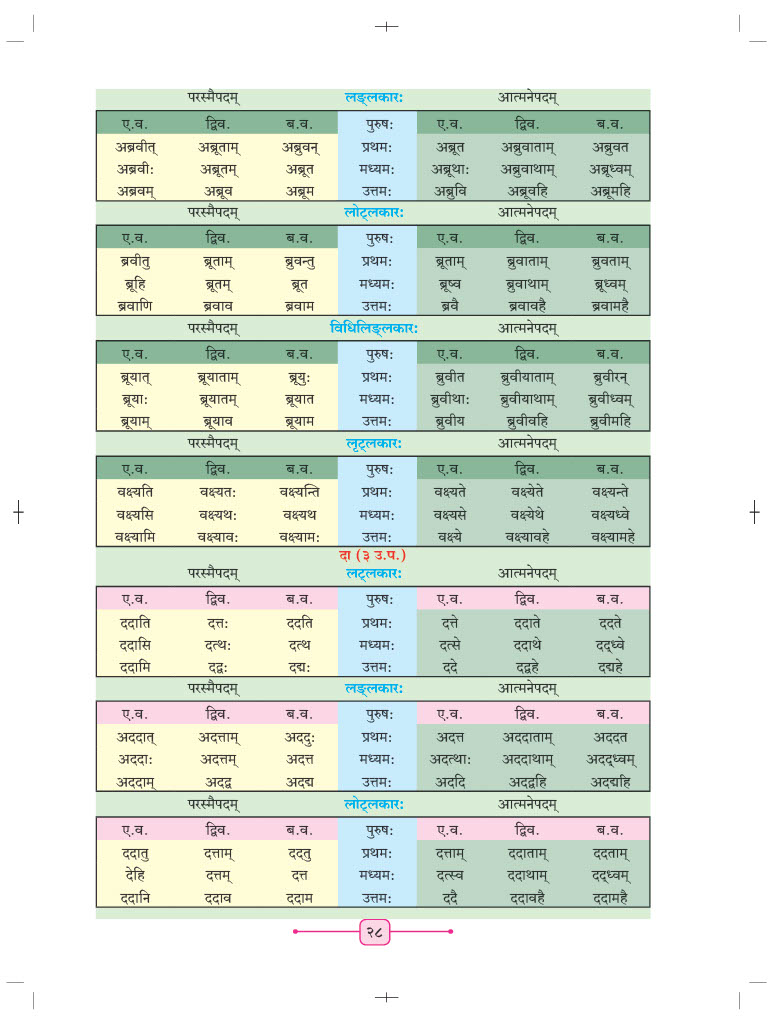 परस्मैपदम् लङ्लकारः आत्मनेपदम्
ए.व. द्विव. ब.व. पुरुषः ए.व. द्विव. ब.व.
अब्रवीत् अब्रूताम् अब्रुवन् प्रथमः अब्रूत अब्रुवाताम् अब्रुवत
अब्रवीः अब्रूतम् अब्रूत मध्यमः अब्रूथाः अब्रुवाथाम् अब्रूध्वम्
अब्रवम् अब्रूव अब्रूम उत्तमः अब्रुवि अब्रूवहि अब्रूमहि
परस्मैपदम् लोट्लकारः आत्मनेपदम्
ए.व. द्विव. ब.व. पुरुषः ए.व. द्विव. ब.व.
ब्रवीतु ब्रूताम् ब्रुवन्तु प्रथमः ब्रूताम् ब्रुवाताम् ब्रुवताम्
ब्रूहि ब्रूतम् ब्रूत मध्यमः ब्रूष्व ब्रुवाथाम् ब्रूध्वम्
ब्रवाणि ब्रवाव ब्रवाम उत्तमः ब्रवै ब्रवावहै ब्रवामहै
परस्मैपदम् विधिलिङ्लकारः आत्मनेपदम्
ए.व. द्विव. ब.व. पुरुषः ए.व. द्विव. ब.व.
ब्रूयात् ब्रूयाताम् ब्रूयुः प्रथमः ब्रुवीत ब्रुवीयाताम् ब्रुवीरन्
ब्रूयाः ब्रूयातम् ब्रूयात मध्यमः ब्रुवीथाः ब्रुवीयाथाम् ब्रुवीध्वम्
ब्रूयाम् ब्रूयाव ब्रूयाम उत्तमः ब्रुवीय ब्रुवीवहि ब्रुवीमहि
परस्मैपदम् लृट्लकारः आत्मनेपदम्
ए.व. द्विव. ब.व. पुरुषः ए.व. द्विव. ब.व.
वक्ष्यति वक्ष्यतः वक्ष्यन्ति प्रथमः वक्ष्यते वक्ष्येते वक्ष्यन्ते
वक्ष्यसि वक्ष्यथः वक्ष्यथ मध्यमः वक्ष्यसे वक्ष्येथे वक्ष्यध्वे
वक्ष्यामि वक्ष्यावः वक्ष्यामः उत्तमः वक्ष्ये वक्ष्यावहे वक्ष्यामहे
दा (३ उ.प.)
परस्मैपदम् लट्लकारः आत्मनेपदम्
ए.व. द्विव. ब.व. पुरुषः ए.व. द्विव. ब.व.
ददाति दत्तः ददति प्रथमः दत्ते ददाते ददते
ददासि दत्थः दत्थ मध्यमः दत्से ददाथे दद्ध्वे
ददामि दद्वः दद्मः उत्तमः ददे दद्वहे दद्महे
परस्मैपदम् लङ्लकारः आत्मनेपदम्
ए.व. द्विव. ब.व. पुरुषः ए.व. द्विव. ब.व.
अददात् अदत्ताम् अददुः प्रथमः अदत्त अददाताम् अददत
अददाः अदत्तम् अदत्त मध्यमः अदत्थाः अददाथाम् अदद्ध्वम्
अददाम् अदद्व अदद्म उत्तमः अददि अदद्वहि अदद्महि
परस्मैपदम् लोट्लकारः आत्मनेपदम्
ए.व. द्विव. ब.व. पुरुषः ए.व. द्विव. ब.व.
ददातु दत्ताम् ददतु प्रथमः दत्ताम् ददाताम् ददताम्
देहि दत्तम् दत्त मध्यमः दत्स्व ददाथाम् दद्ध्वम्
ददानि ददाव ददाम उत्तमः ददै ददावहै ददामहै
२८